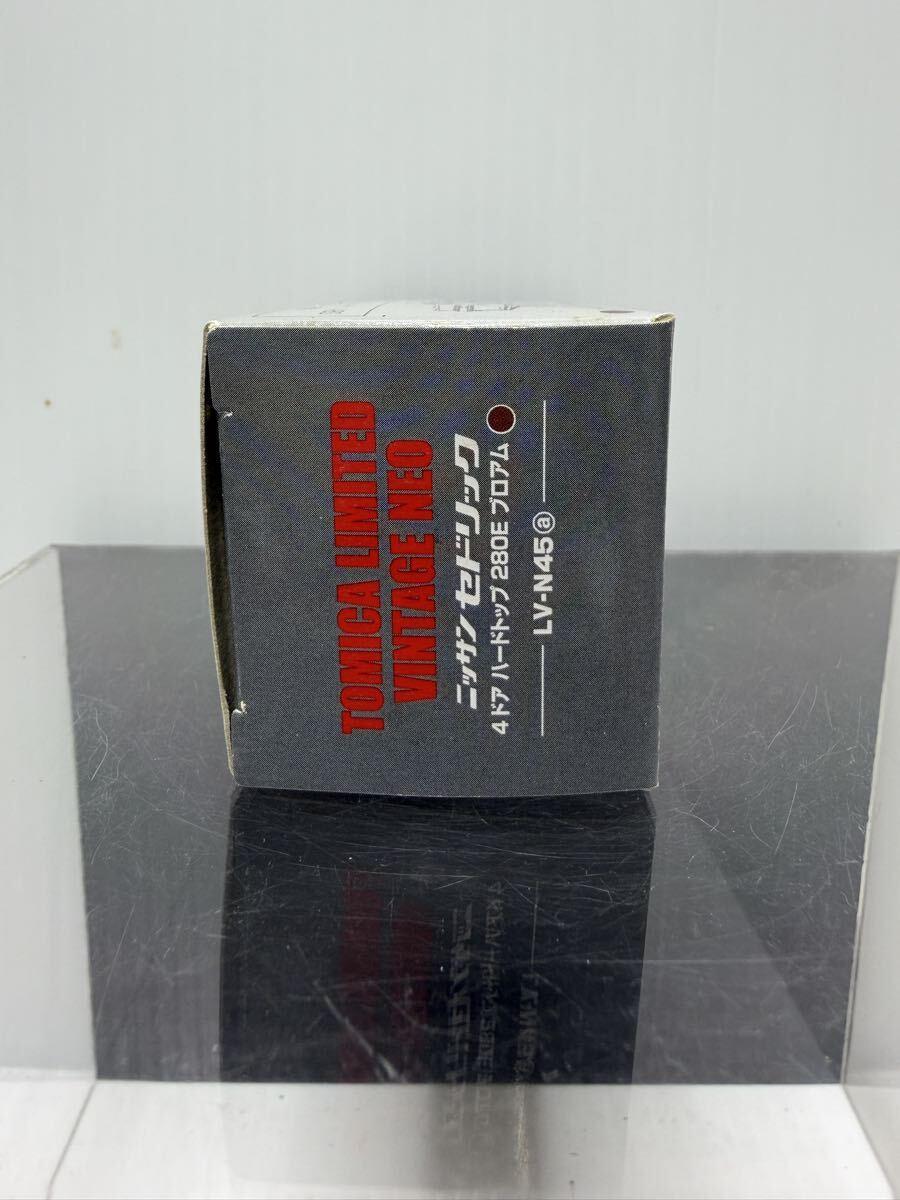 TOMICA LIMITED
VINTAGE NEO
ニッサン セドリック
4ドア ハードトップ 280E ブロアム
LV-N45ⓐ